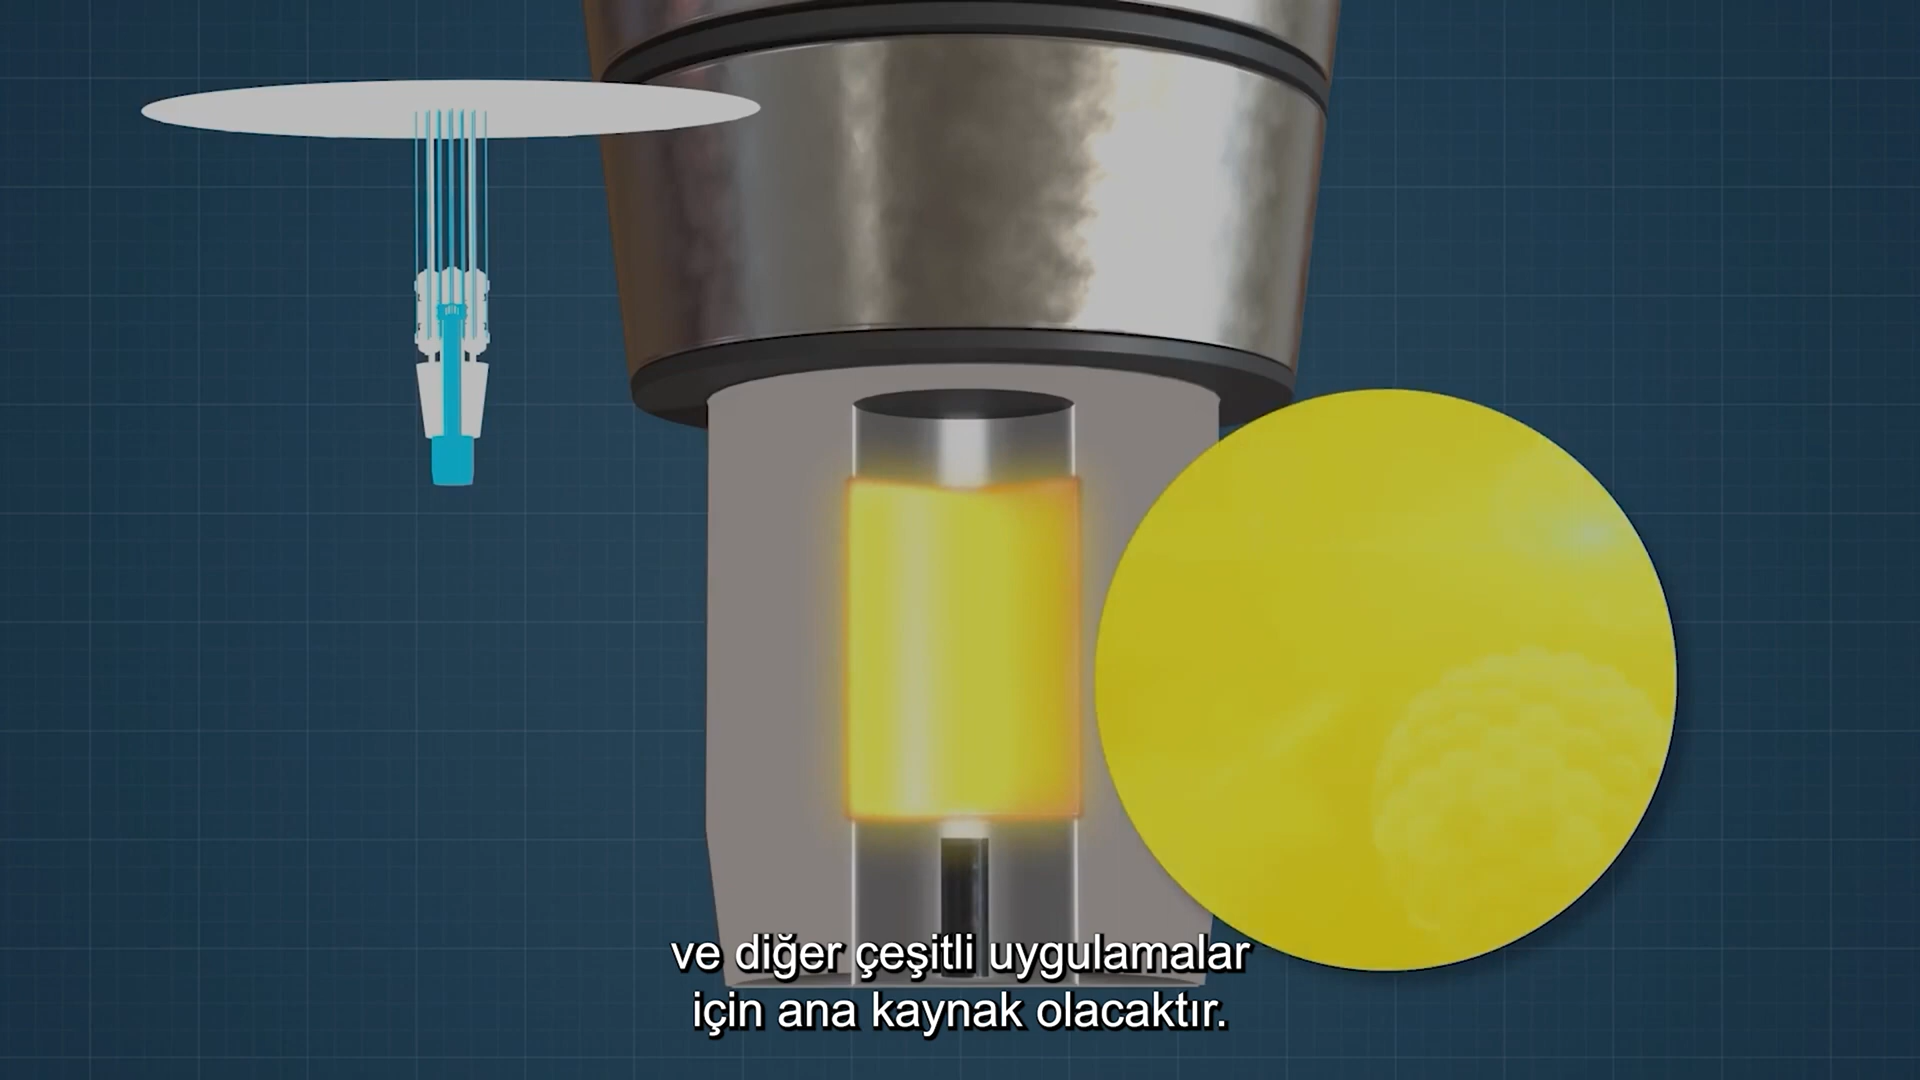 ve diğer çeşitli uygulamalar
için ana kaynak olacaktır.